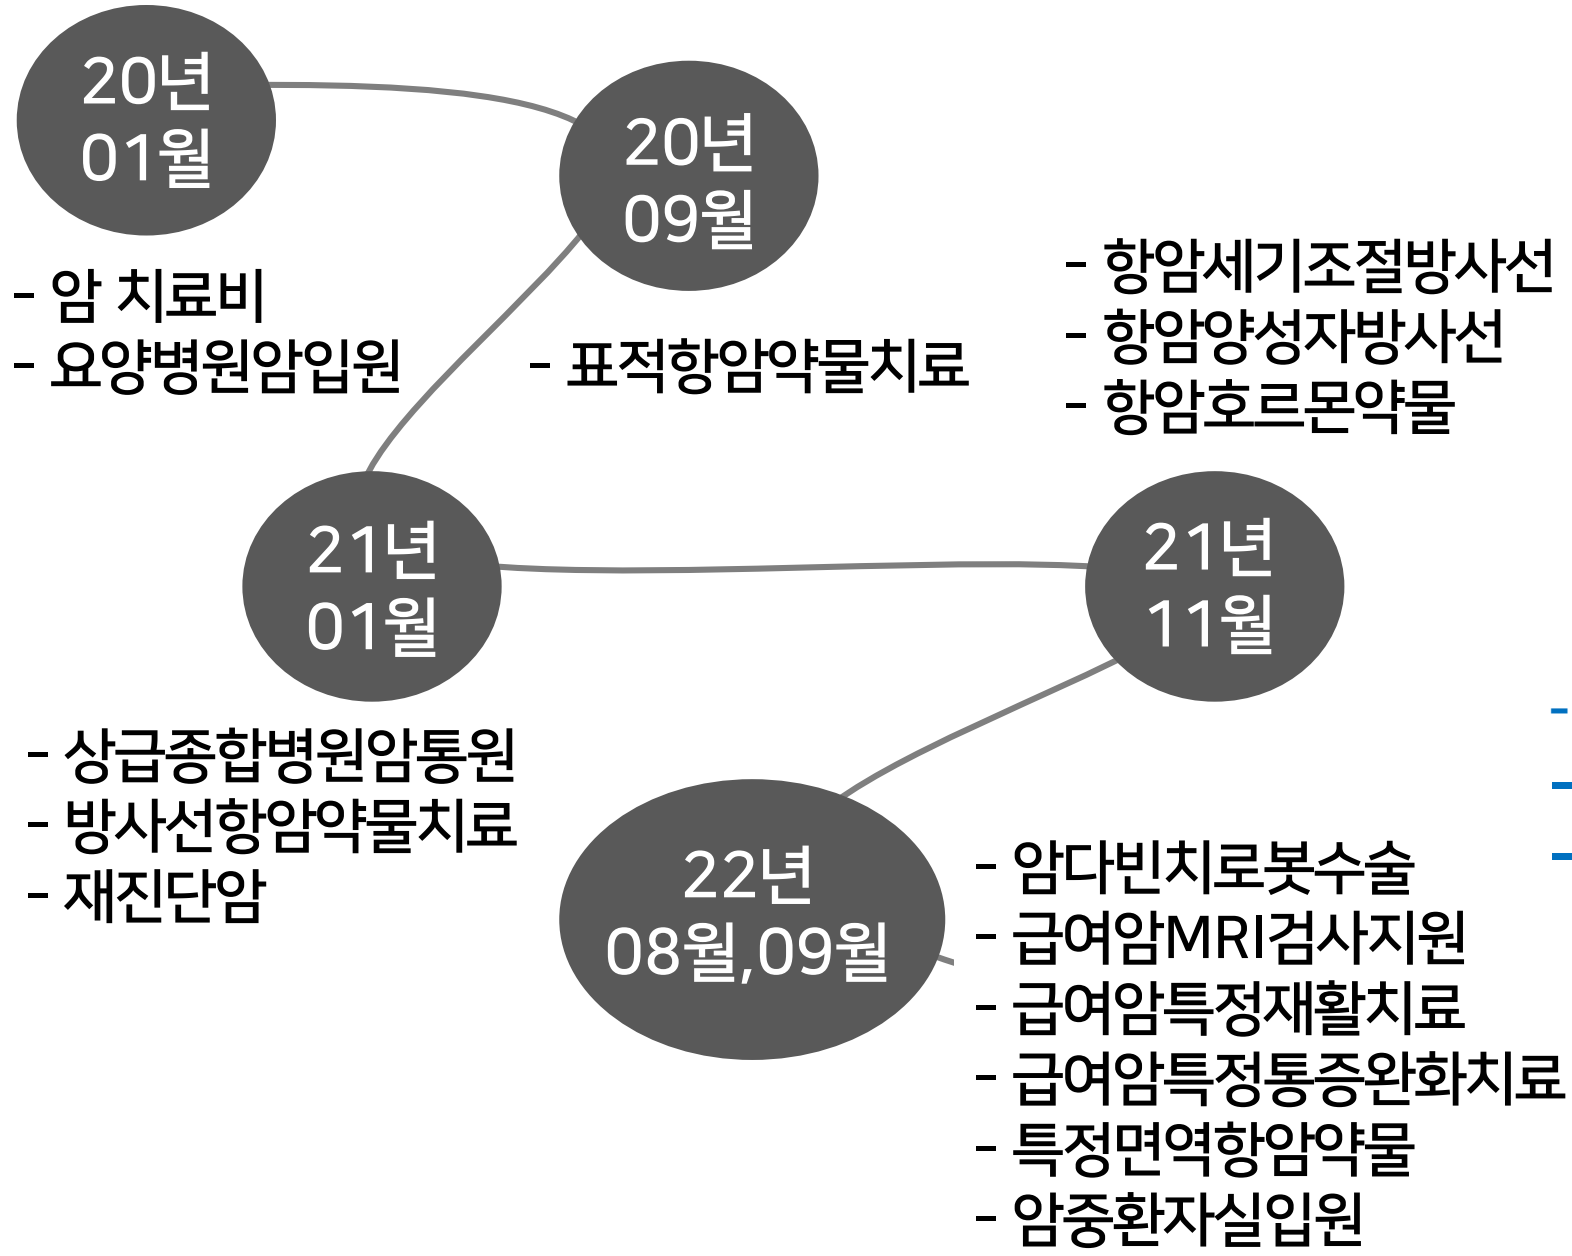 20년
01월
- 암 치료비
- 요양병원암입원
20년
09월
- 표적항암약물치료
21년
01월
- 상급종합병원암통원
- 방사선항암약물치료
- 재진단암
- 항암세기조절방사선
- 항암양성자방사선
- 항암호르몬약물
21년
11월
22년
08월,09월
- 암다빈치로봇수술
- 급여암MRI검사지원
- 급여암특정재활치료
- 급여암특정통증완화치료
- 특정면역항암약물
- 암중환자실입원
-
-
-